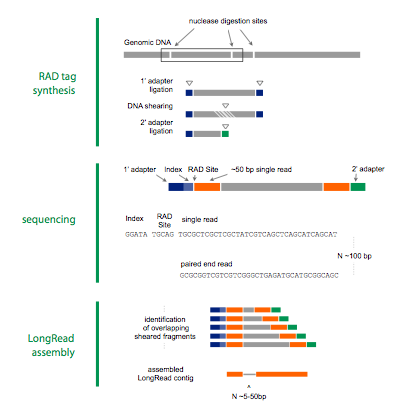 nuclease digestion sites
Genomic DNA
RAD tag
synthesis
1' adapter
ligation
DNA shearing
2' adapter
ligation
1' adapter Index RAD Site ~50 bp single read 2' adapter
sequencing
Index RAD Site single read
GGATA TGCAG TGCGCTCGCTCGCTATCGTCAGCTCAGCATCAGCAT
N ~100 bp
paired end read
GCGCGGTCGTCGTCGGGCTGAGATGCATGCGGCAGC
LongRead
assembly
identification
of overlapping
sheared fragments
assembled
LongRead contig
N ~5-50bp